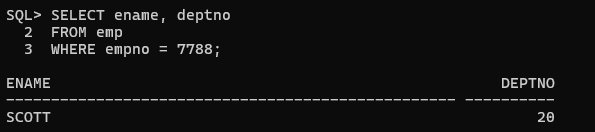 SQL> SELECT ename, deptno
  2  FROM emp
  3  WHERE empno = 7788;
ENAME                                                  DEPTNO
-------------------------------------------------- ----------
SCOTT                                                      20